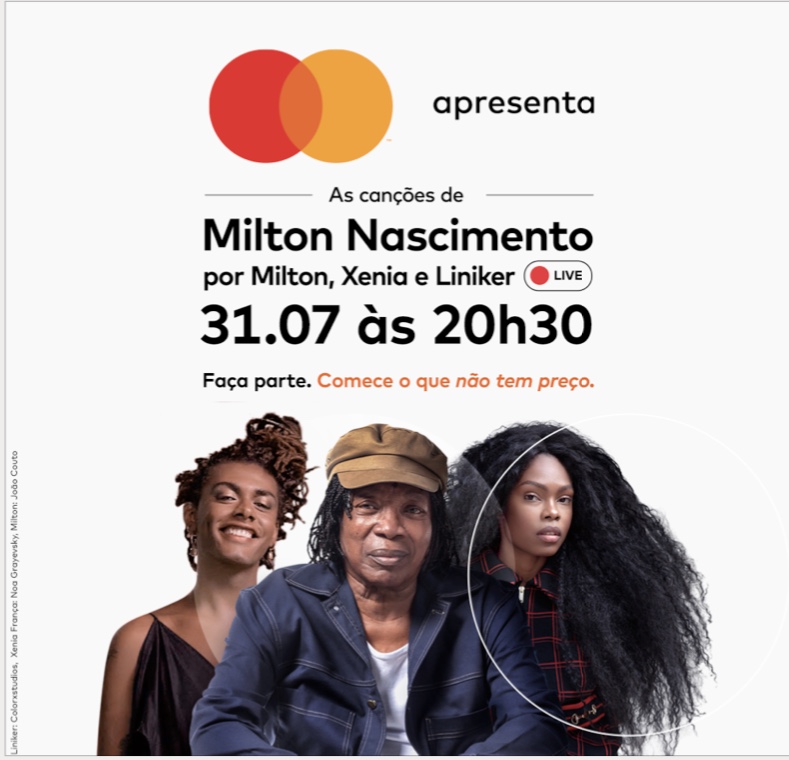 apresenta
As canções de
Milton Nascimento
por Milton, Xenia e Liniker LIVE
31.07 às 20h30
Faça parte. Comece o que não tem preço.
Liniker: Colorxstudios, Xenia França: Noa Grayevsky, Milton: João Couto